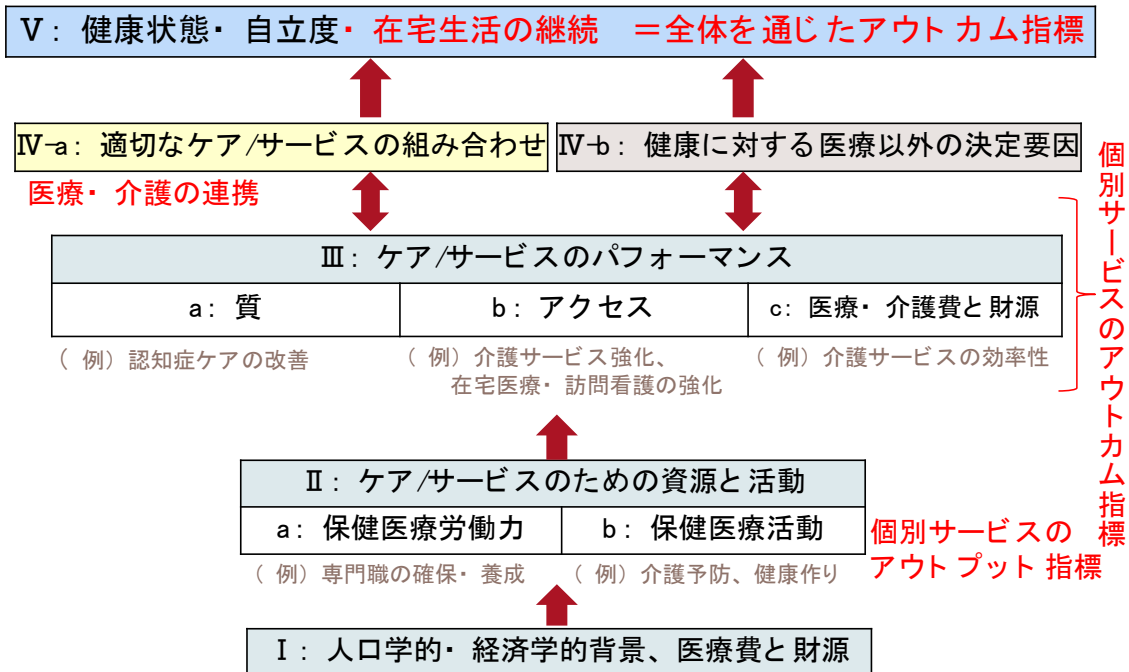 Ⅴ: 健康状態・自立度・在宅生活の継続 =全体を通じたアウトカム指標
Ⅳ-a: 適切なケア/サービスの組み合わせ
Ⅳ-b: 健康に対する医療以外の決定要因
医療・介護の連携
Ⅲ: ケア/サービスのパフォーマンス
a: 質
b: アクセス
c: 医療・介護費と財源
(例)認知症ケアの改善
(例)介護サービス強化、
在宅医療・訪問看護の強化
(例)介護サービスの効率性
個別サービスのアウトカム指標
Ⅱ: ケア/サービスのための資源と活動
a: 保健医療労働力
b: 保健医療活動
(例)専門職の確保・養成
(例)介護予防、健康作り
個別サービスの
アウトプット指標
Ⅰ: 人口学的・経済学的背景、医療費と財源